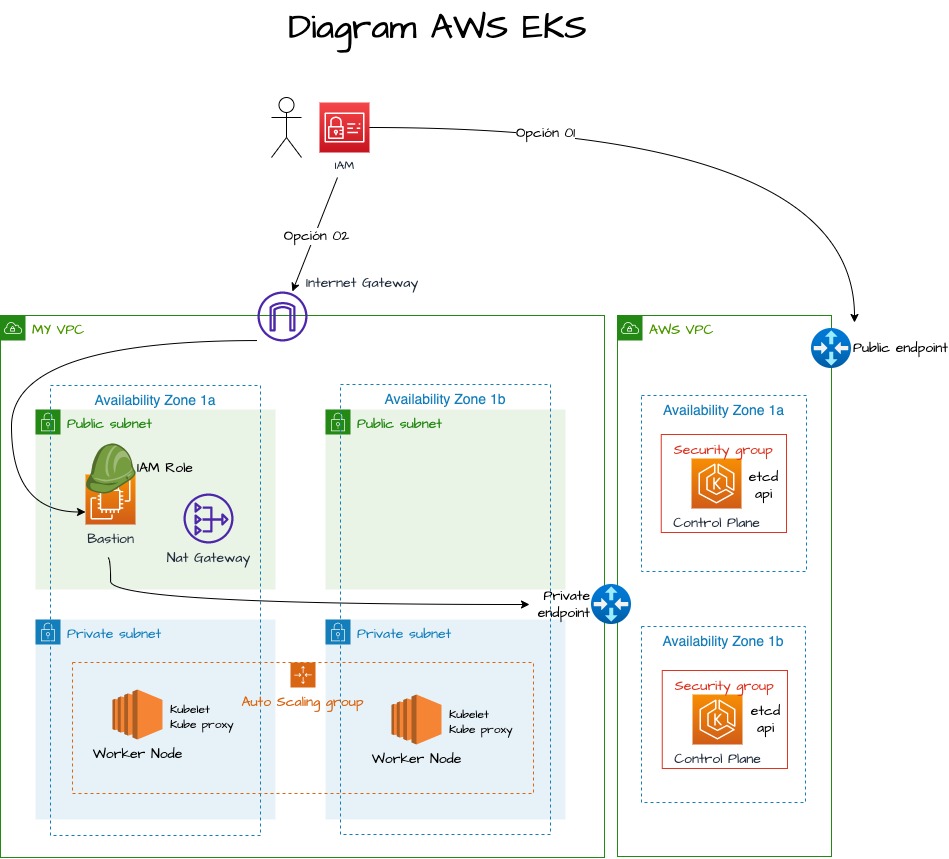 Diagram AWS EKS
IAM
Opción 01
Opción 02
Internet Gateway
MY VPC
AWS VPC
Public endpoint
Availability Zone 1a
Availability Zone 1b
Availability Zone 1a
Public subnet
Public subnet
IAM Role
Bastion
Nat Gateway
Security group
etcd
api
Control Plane
Private
endpoint
Private subnet
Private subnet
Availability Zone 1b
Auto Scaling group
Kubelet
Kube proxy
Worker Node
Kubelet
Kube proxy
Worker Node
Security group
etcd
api
Control Plane